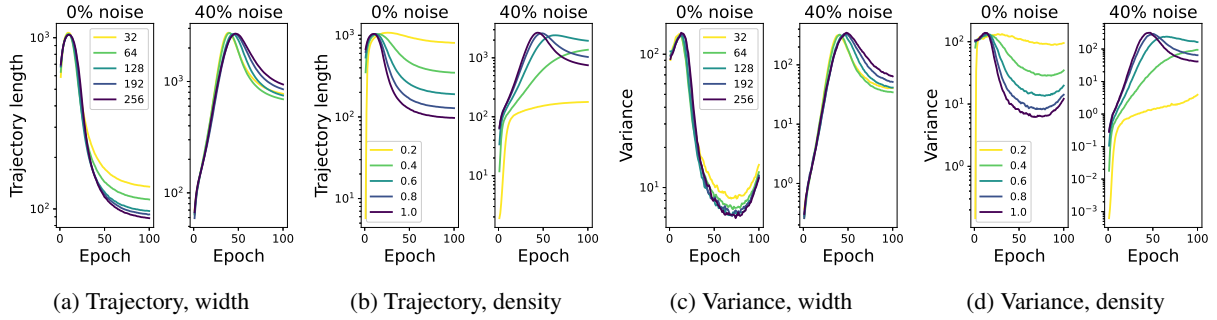 0% noise 40% noise 0% noise 40% noise 0% noise 40% noise 0% noise 40% noise
Trajectory length
10³
10²
32
64
128
192
256
0 50 100
Epoch
10³
10²
0 50 100
Epoch
Trajectory length
10³
10²
10¹
0.2
0.4
0.6
0.8
1.0
0 50 100
Epoch
10³
10²
10¹
0 50 100
Epoch
Variance
10²
10¹
32
64
128
192
256
0 50 100
Epoch
10²
10¹
10⁰
0 50 100
Epoch
Variance
10²
10¹
10⁰
0.2
0.4
0.6
0.8
1.0
0 50 100
Epoch
10²
10¹
10⁰
10⁻¹
10⁻²
10⁻³
0 50 100
Epoch
(a) Trajectory, width (b) Trajectory, density (c) Variance, width (d) Variance, density